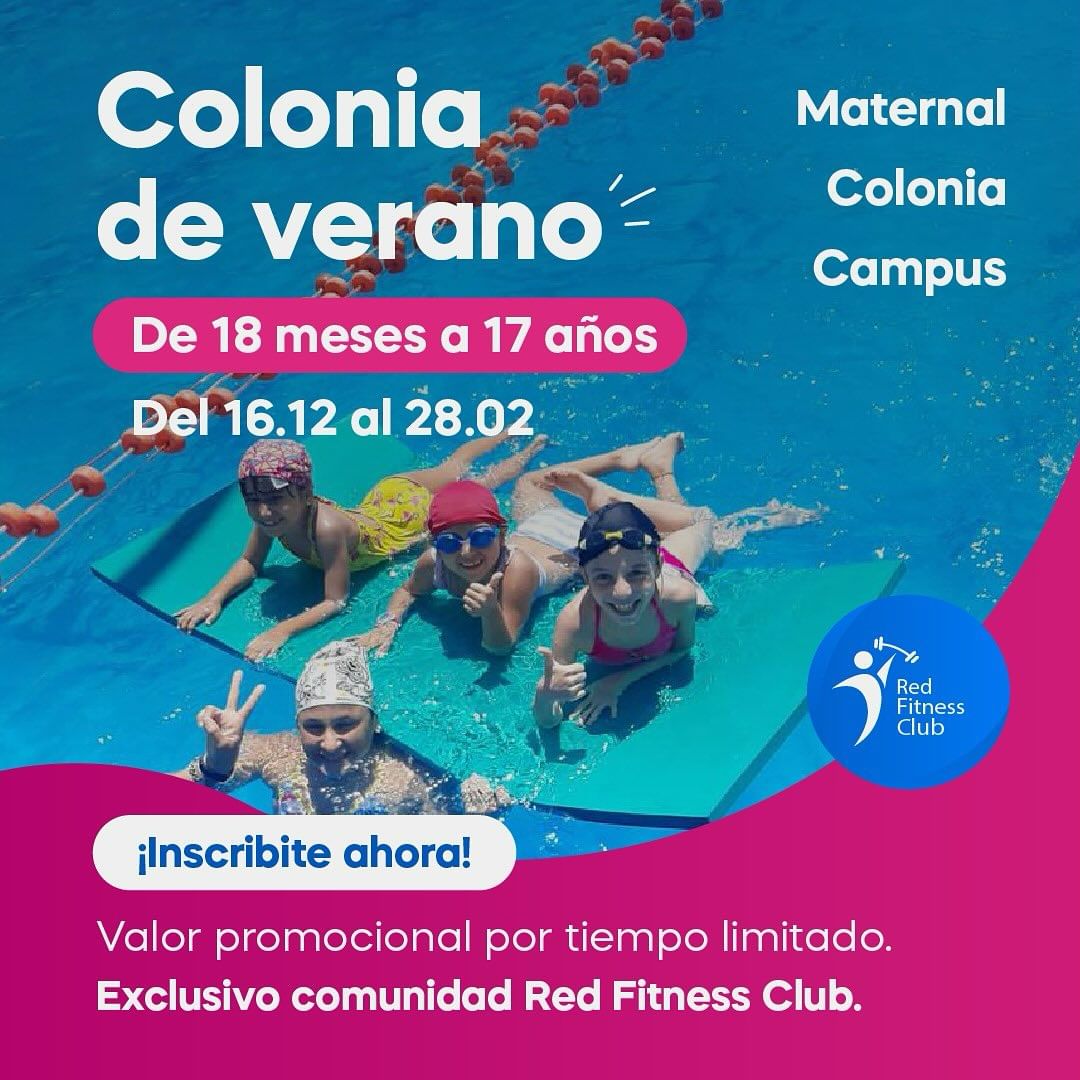 Colonia
de verano
De 18 meses a 17 años
Del 16.12 al 28.02
Maternal
Colonia
Campus
Red
Fitness
Club
¡Inscribite ahora!
Valor promocional por tiempo limitado.
Exclusivo comunidad Red Fitness Club.